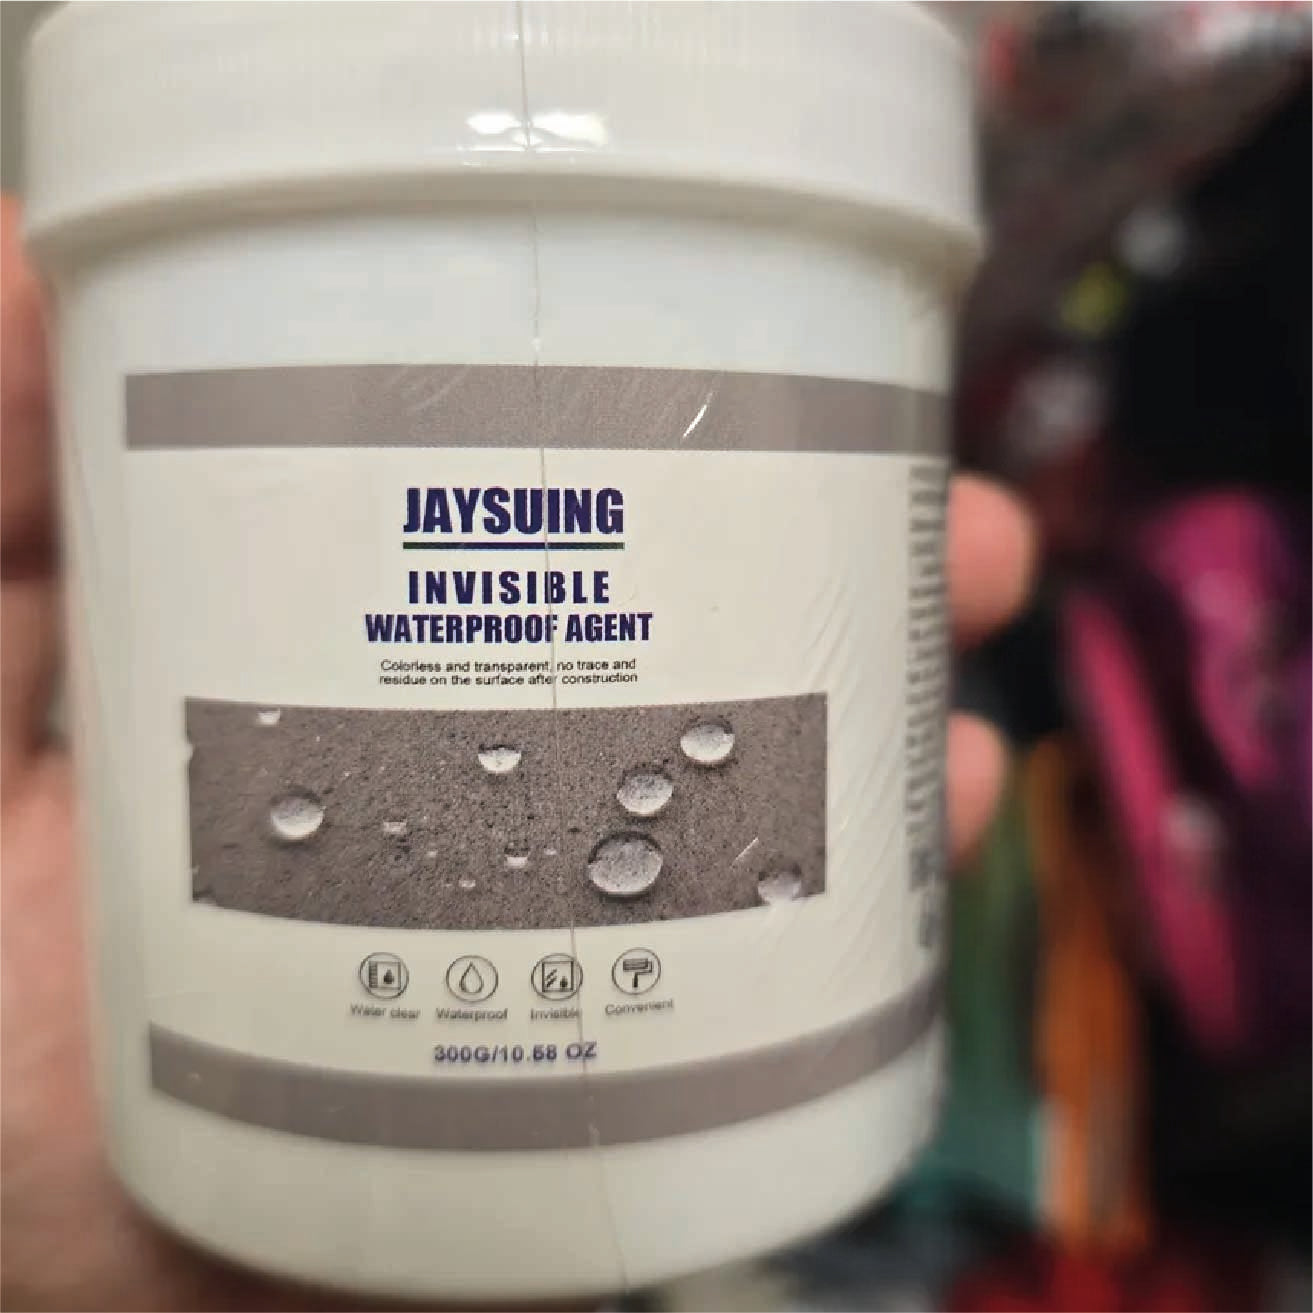 JAYSUING
INVISIBLE
WATERPROOF AGENT
Colorless and transparent, no trace and
residue on the surface after construction
Water clear Waterproof Invisible Convenient
300G/10.58 OZ